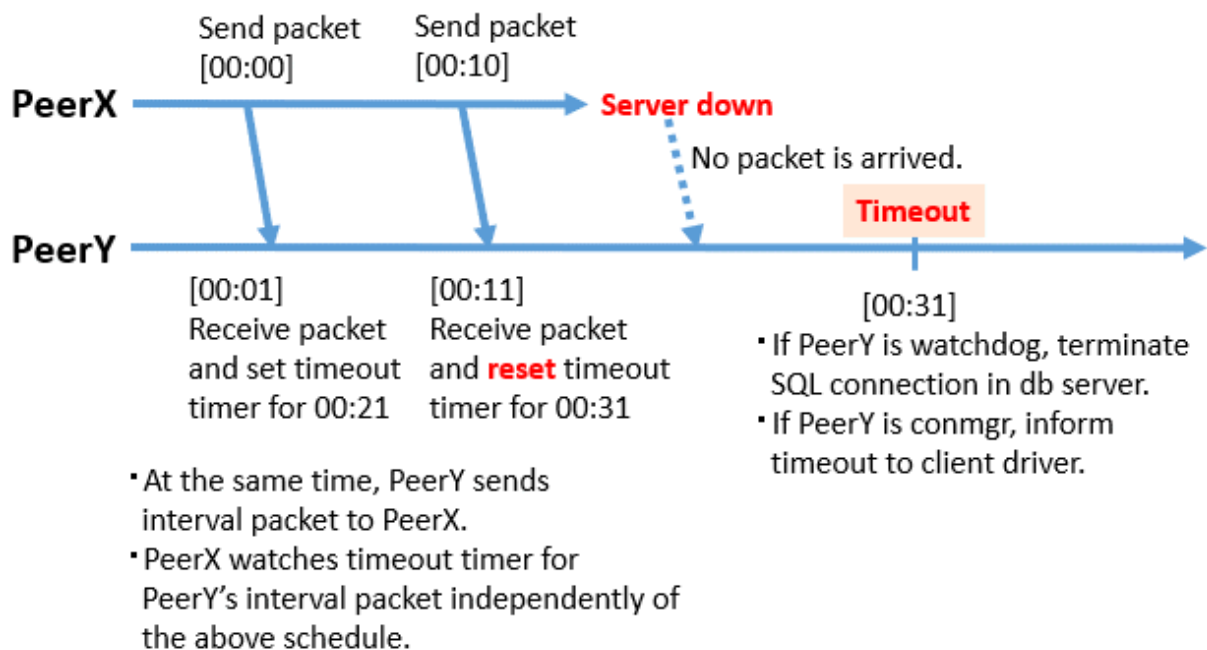 Send packet
[00:00]
Send packet
[00:10]
PeerX
Server down
No packet is arrived.
Timeout
PeerY
[00:01]
Receive packet
and set timeout
timer for 00:21
[00:11]
Receive packet
and reset timeout
timer for 00:31
[00:31]
・If PeerY is watchdog, terminate
SQL connection in db server.
・If PeerY is conmgr, inform
timeout to client driver.
・At the same time, PeerY sends
interval packet to PeerX.
・PeerX watches timeout timer for
PeerY’s interval packet independently of
the above schedule.